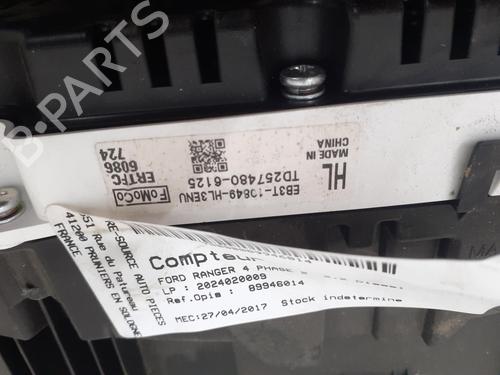 B-PARTS
HL
MADE IN
CHINA
EB3T-10849-HL3ENU
TD257480-6125
FoMoCo
ERTFC
6086
724
RE-SOURCE AUTO PIECES
51 Rue du Patureau
41200 PRUNIERS EN SOLOGNE
FRANCE
Compteur
FORD RANGER 4 PHASE
LP : 2024020009
Ref.Opis : 89946014
MEC:27/04/2017 Stock indetermine